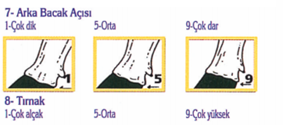 7- Arka Bacak Açısı
1-Çok dik 5-Orta 9-Çok dar
1 5 9
8- Tırnak
1-Çok alçak 5-Orta 9-Çok yüksek